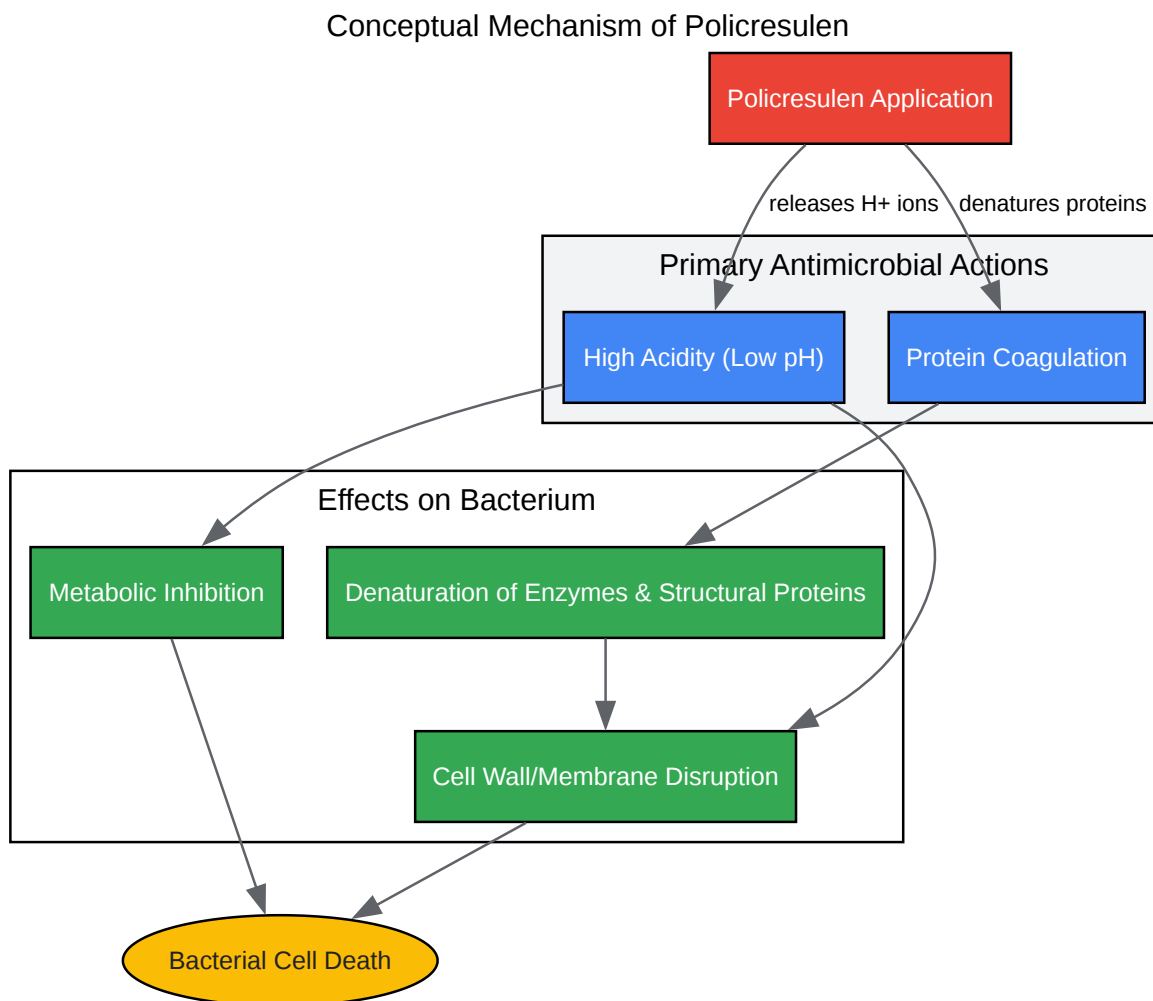 Conceptual Mechanism of Policresulen
Policresulen Application
releases H+ ions
denatures proteins
Primary Antimicrobial Actions
High Acidity (Low pH)
Protein Coagulation
Effects on Bacterium
Metabolic Inhibition
Denaturation of Enzymes & Structural Proteins
Cell Wall/Membrane Disruption
Bacterial Cell Death